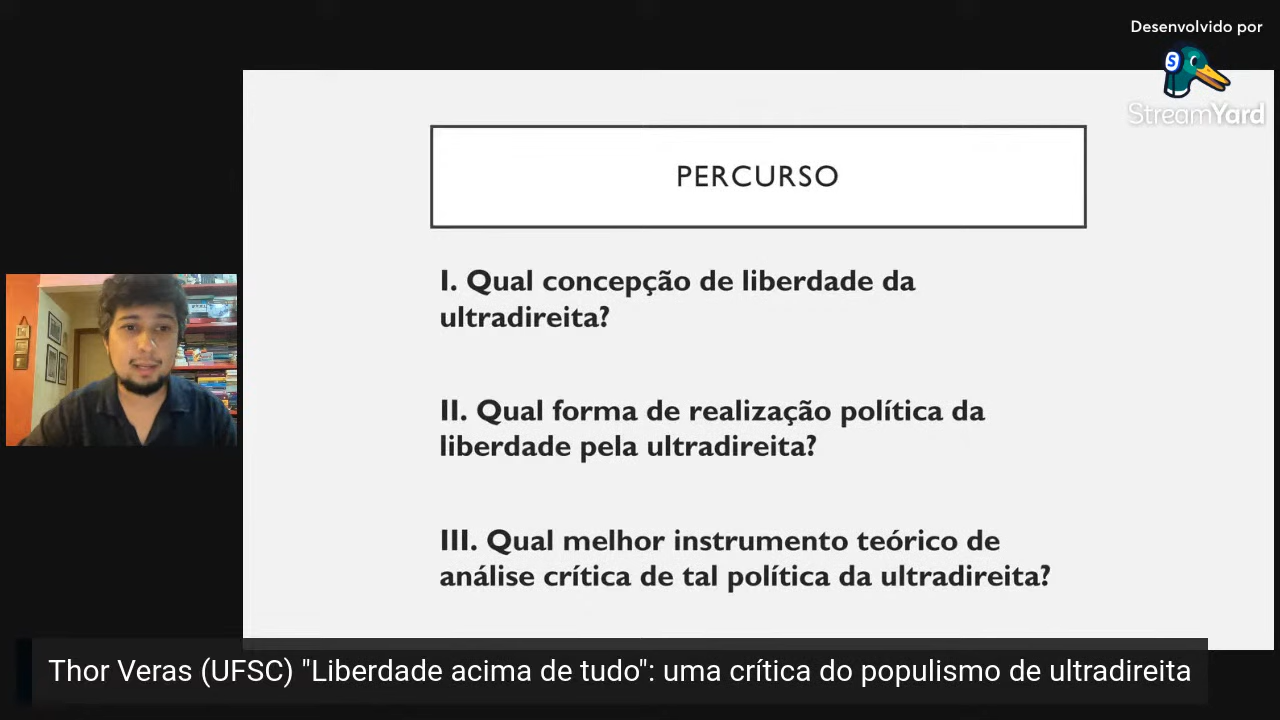 Desenvolvido por
StreamYard
PERCURSO
I. Qual concepção de liberdade da
ultradireita?
II. Qual forma de realização política da
liberdade pela ultradireita?
III. Qual melhor instrumento teórico de
análise crítica de tal política da ultradireita?
Thor Veras (UFSC) "Liberdade acima de tudo": uma crítica do populismo de ultradireita